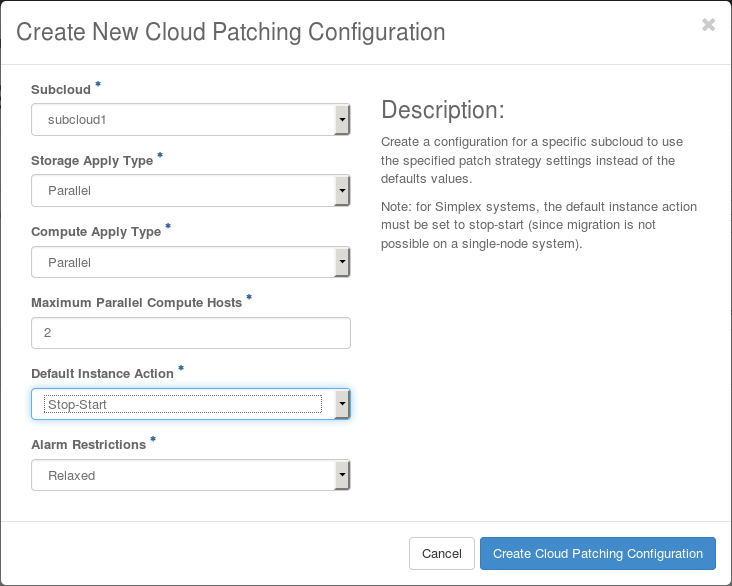 Create New Cloud Patching Configuration
×
Subcloud *
subcloud1
Storage Apply Type *
Parallel
Compute Apply Type *
Parallel
Maximum Parallel Compute Hosts *
2
Default Instance Action *
Stop-Start
Alarm Restrictions *
Relaxed
Description:
Create a configuration for a specific subcloud to use
the specified patch strategy settings instead of the
defaults values.
Note: for Simplex systems, the default instance action
must be set to stop-start (since migration is not
possible on a single-node system).
Cancel
Create Cloud Patching Configuration